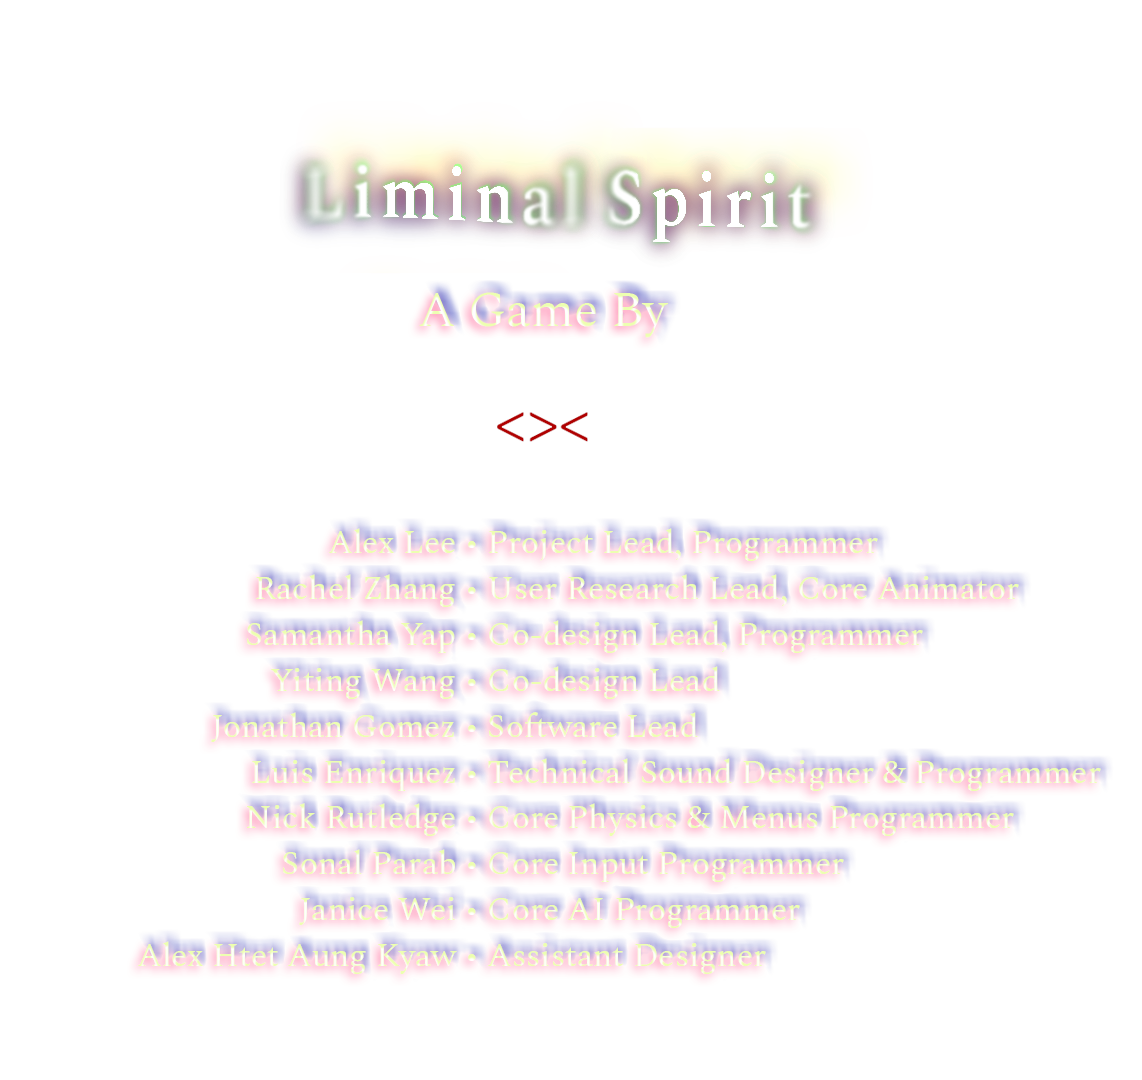 Liminal Spirit
A Game By
<><
Alex Lee • Project Lead, Programmer
Rachel Zhang • User Research Lead, Core Animator
Samantha Yap • Co-design Lead, Programmer
Yiting Wang • Co-design Lead
Jonathan Gomez • Software Lead
Luis Enriquez • Technical Sound Designer & Programmer
Nick Rutledge • Core Physics & Menus Programmer
Sonal Parab • Core Input Programmer
Janice Wei • Core AI Programmer
Alex Htet Aung Kyaw • Assistant Designer